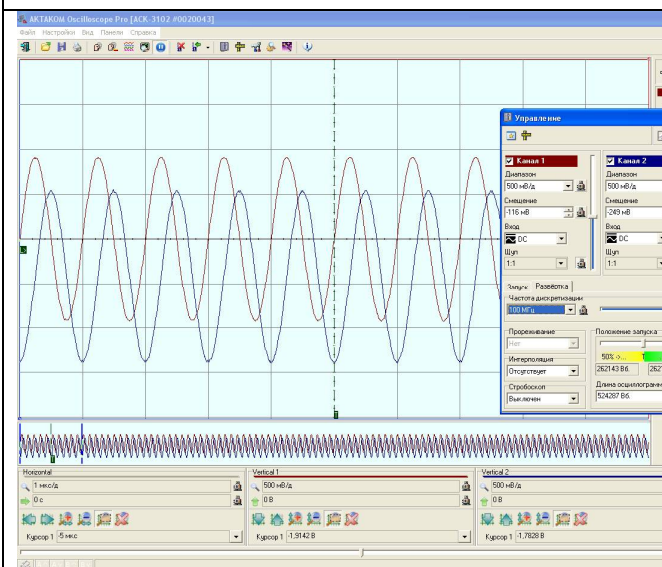 AKTAKOM Oscilloscope Pro [ACK-3102 #0020043]
Файл Настройки Вид Панели Справка
Управление
Канал 1
Канал 2
Диапазон
Диапазон
500 мВ/д
500 мВ/д
Смещение
Смещение
-116 мВ
-249 мВ
Вход
Вход
DC
DC
Щуп
Щуп
1:1
1:1
Запуск Развёртка
Частота дискретизации
100 МГц
Прореживание
Положение запуска
Нет
50% ->...
Интерполяция
262143 Вб.
262
Отсутствует
Стробоскоп
Длина осциллограмм
Выключен
524287 Вб.
Horizontal
Vertical 1
Vertical 2
1 мкс/д
500 мВ/д
500 мВ/д
0 с
0 В
0 В
Курсор 1 -5 мкс
Курсор 1 -1,9142 В
Курсор 1 -1,7828 В